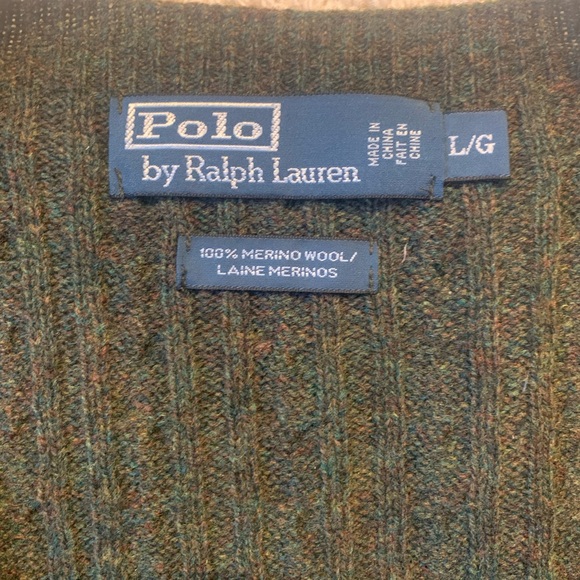 Polo
by Ralph Lauren
MADE IN
CHINA
FAIT EN
CHINE
L/G
100% MERINO WOOL/
LAINE MERINOS